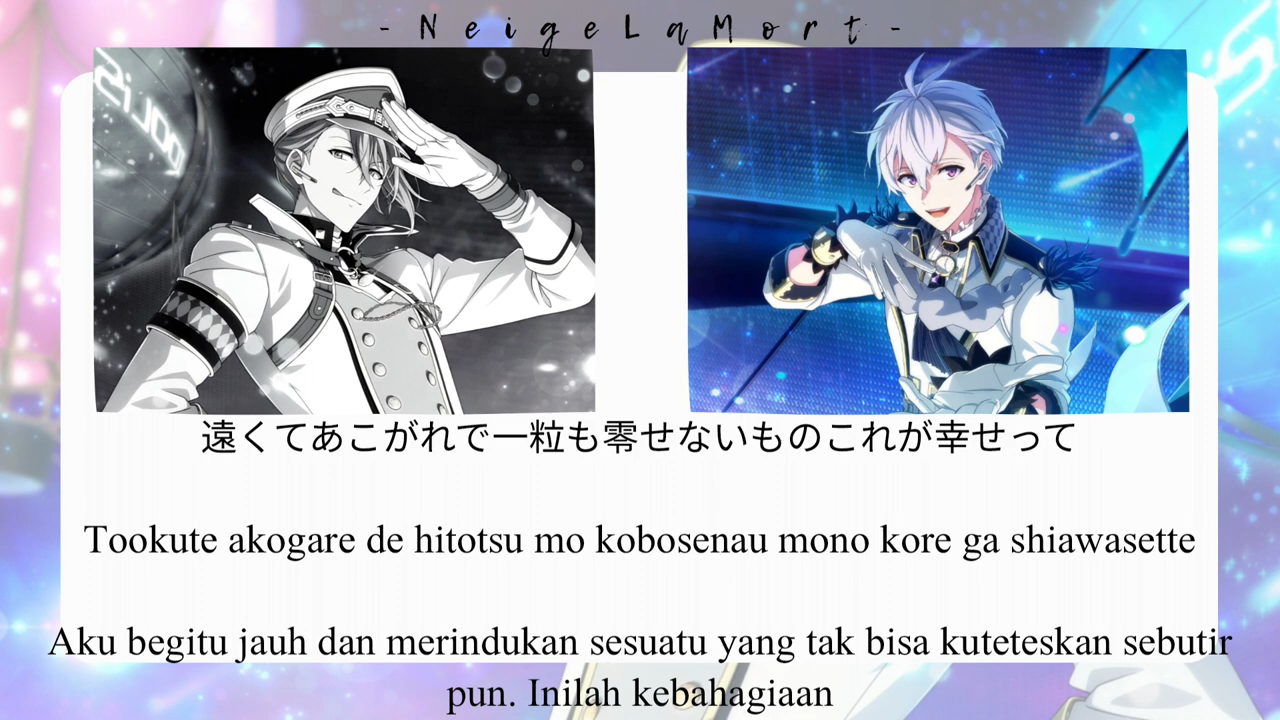 - NeigeLaMort -
遠くてあこがれで一粒も零せないものこれが幸せって
Tookute akogare de hitotsu mo kobosenau mono kore ga shiawasette
Aku begitu jauh dan merindukan sesuatu yang tak bisa kuteteskan sebutir
pun. Inilah kebahagiaan